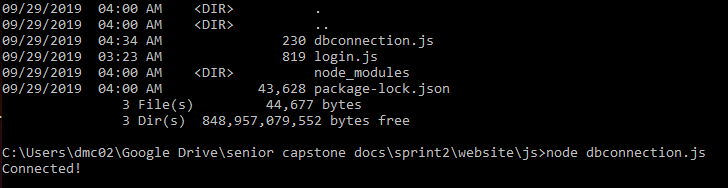 09/29/2019  04:00 AM    <DIR>          .
09/29/2019  04:00 AM    <DIR>          ..
09/29/2019  04:34 AM               230 dbconnection.js
09/29/2019  03:23 AM               819 login.js
09/29/2019  04:00 AM    <DIR>          node_modules
09/29/2019  04:00 AM            43,628 package-lock.json
               3 File(s)         44,677 bytes
               3 Dir(s)  848,957,079,552 bytes free
C:\Users\dmc02\Google Drive\senior capstone docs\sprint2\website\js>node dbconnection.js
Connected!